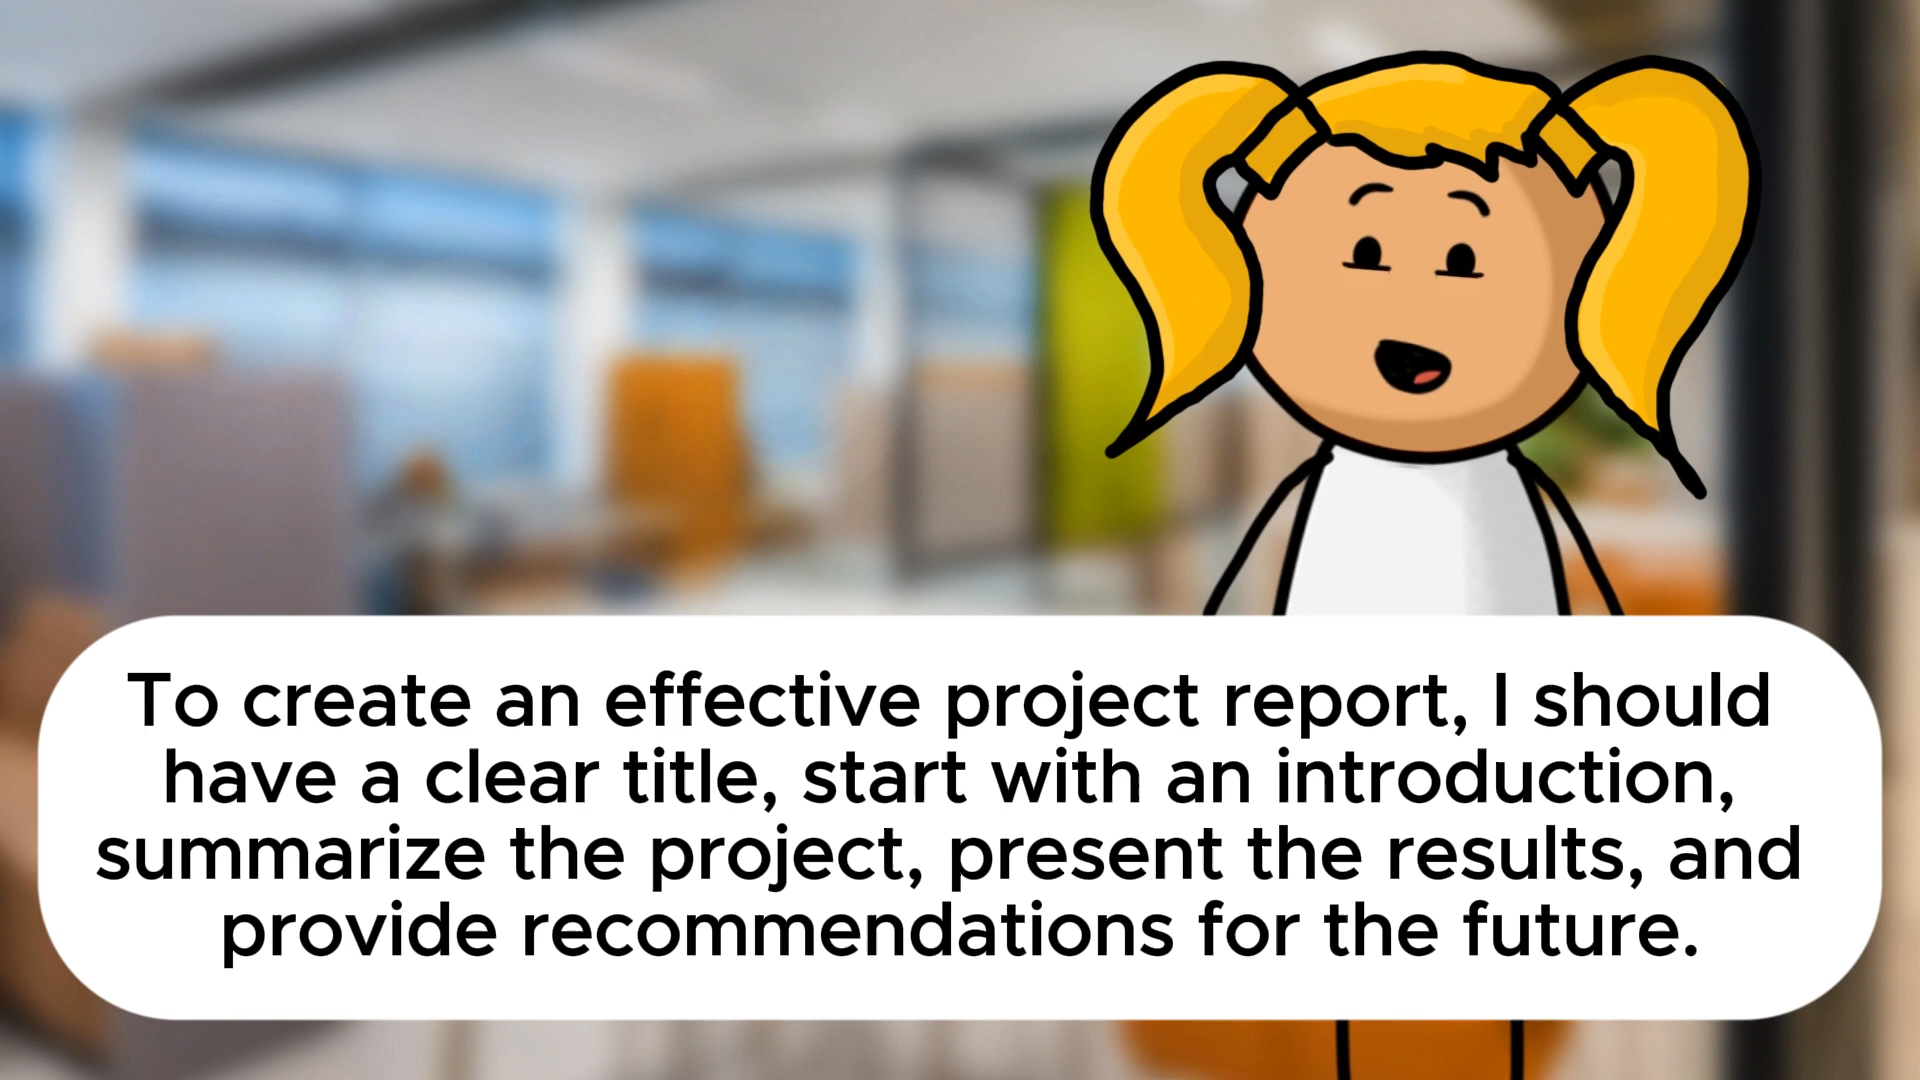 To create an effective project report, I should
have a clear title, start with an introduction,
summarize the project, present the results, and
provide recommendations for the future.